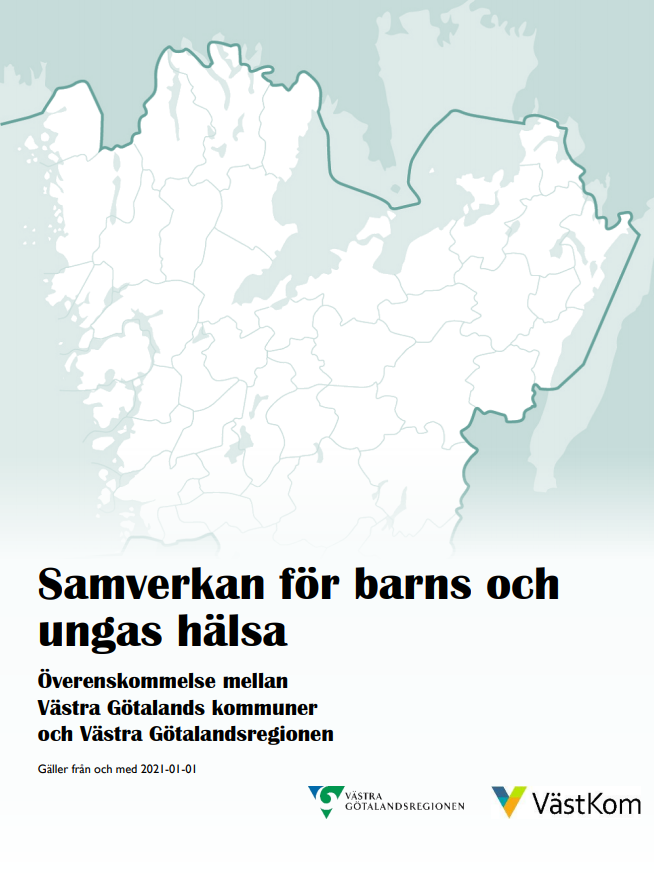 Samverkan för barns och
ungas hälsa
Överenskommelse mellan
Västra Götalands kommuner
och Västra Götalandsregionen
Gäller från och med 2021-01-01
VÄSTRA
GÖTALANDSREGIONEN
VästKom